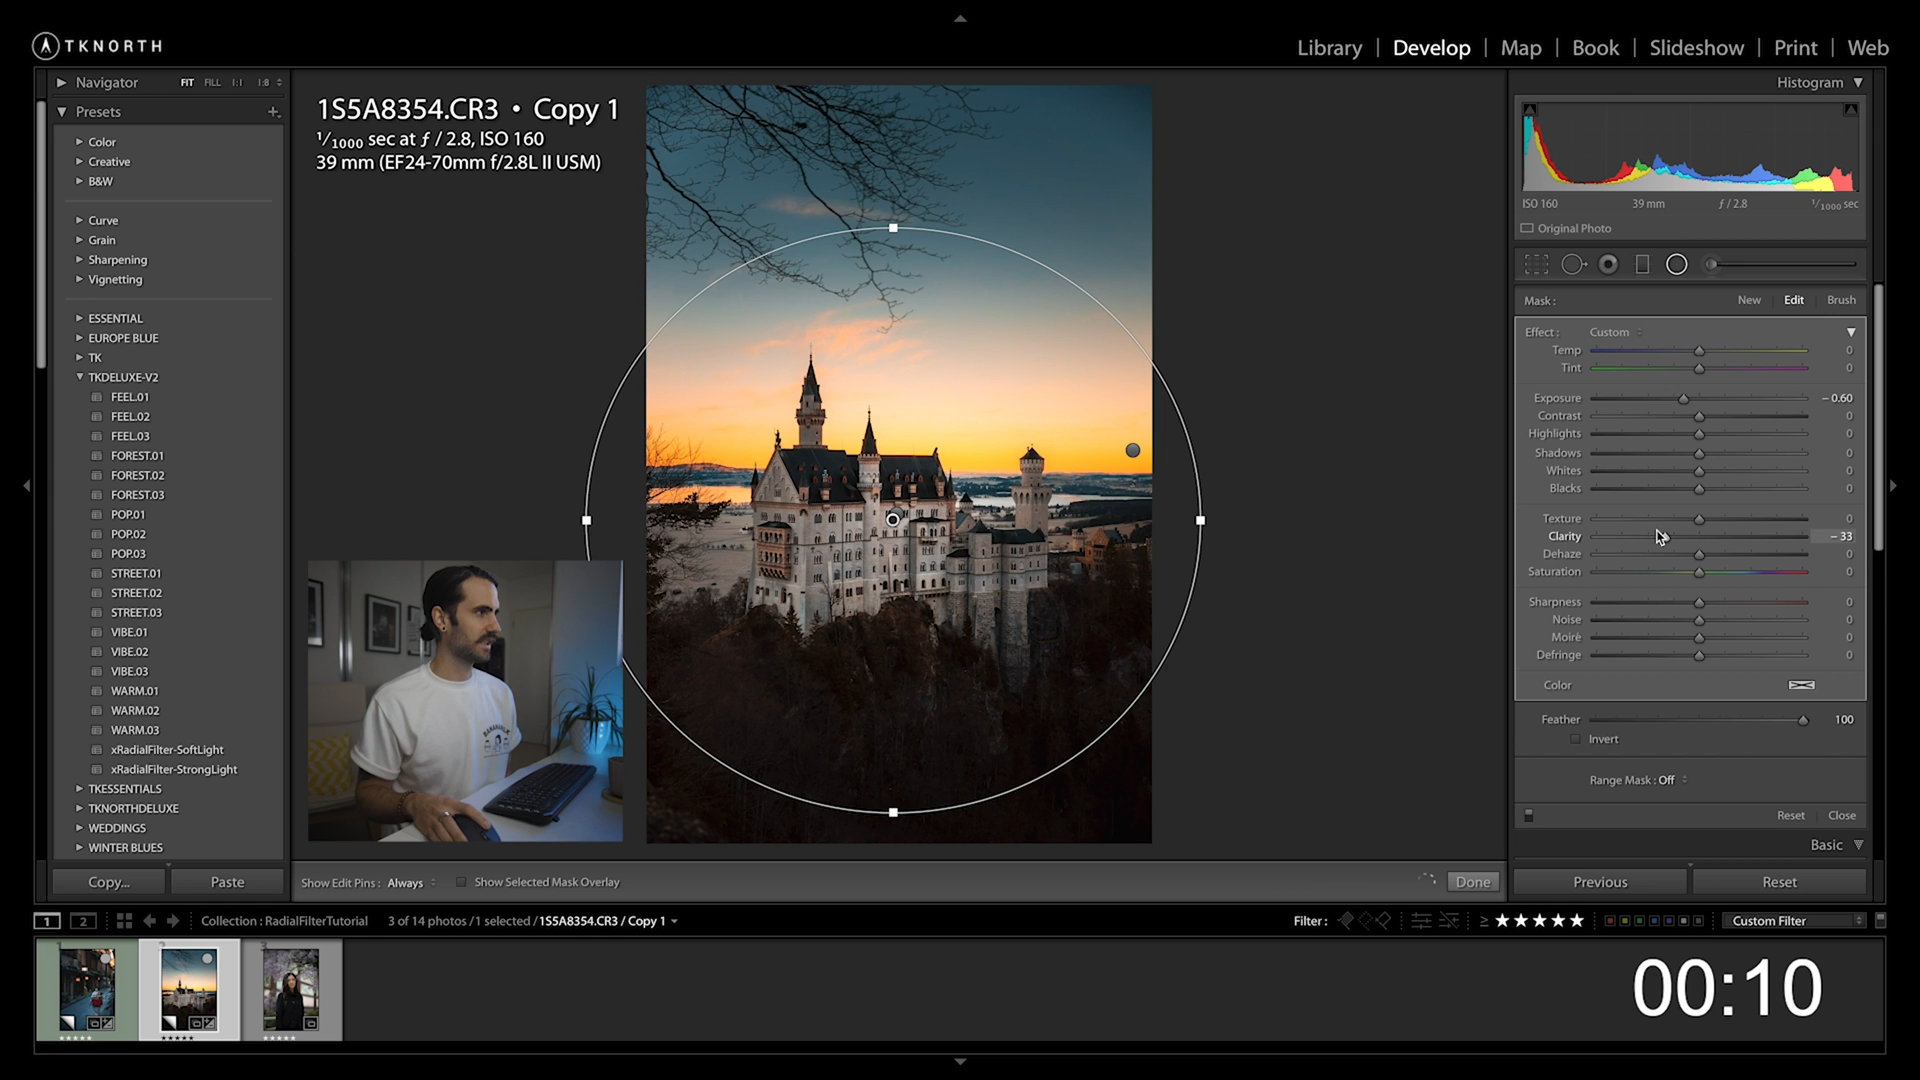 TKNORTH
Library | Develop | Map | Book | Slideshow | Print | Web
Navigator FIT FILL 1:1 1:8
Presets +
Color
Creative
B&W
Curve
Grain
Sharpening
Vignetting
ESSENTIAL
EUROPE BLUE
TK
TKDELUXE-V2
FEEL.01
FEEL.02
FEEL.03
FOREST.01
FOREST.02
FOREST.03
POP.01
POP.02
POP.03
STREET.01
STREET.02
STREET.03
VIBE.01
VIBE.02
VIBE.03
WARM.01
WARM.02
WARM.03
xRadialFilter-SoftLight
xRadialFilter-StrongLight
TKESSENTIALS
TKNORTHDELUXE
WEDDINGS
WINTER BLUES
Copy... Paste
1S5A8354.CR3 • Copy 1
1/1000 sec at ƒ / 2.8, ISO 160
39 mm (EF24-70mm f/2.8L II USM)
Histogram
ISO 160 39 mm ƒ / 2.8 1/1000 sec
Original Photo
Mask : New Edit Brush
Effect : Custom
Temp 0
Tint 0
Exposure – 0.60
Contrast 0
Highlights 0
Shadows 0
Whites 0
Blacks 0
Texture 0
Clarity – 33
Dehaze 0
Saturation 0
Sharpness 0
Noise 0
Moiré 0
Defringe 0
Color
Feather 100
Invert
Range Mask : Off
Reset Close
Basic
Previous Reset
Show Edit Pins : Always Show Selected Mask Overlay Done
1 2 Collection : RadialFilterTutorial 3 of 14 photos / 1 selected / 1S5A8354.CR3 / Copy 1 Filter : ≥ ★★★★★ Custom Filter
1 2 3
00:10